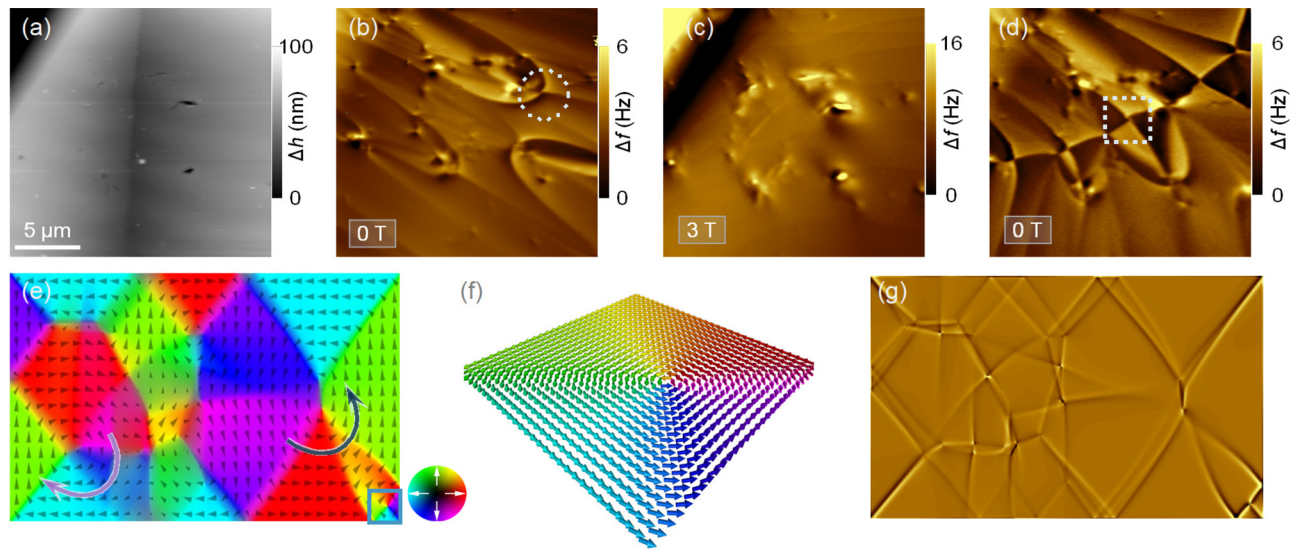 (a)
100
Δh (nm)
0
5 µm
(b)
6
Δf (Hz)
0
0 T
(c)
16
Δf (Hz)
0
3 T
(d)
6
Δf (Hz)
0
0 T
(e)
(f)
(g)